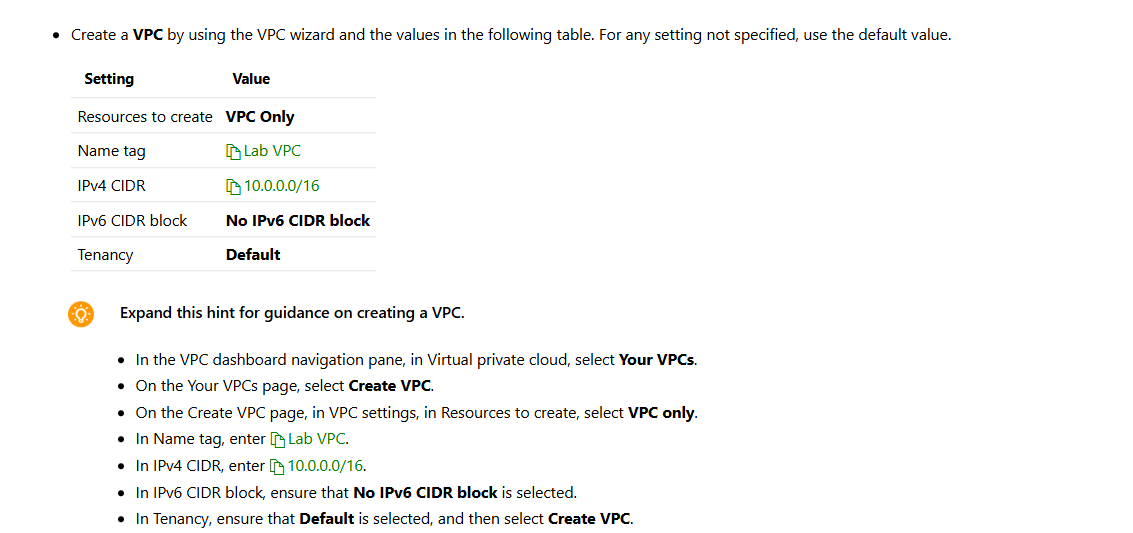 Create a VPC by using the VPC wizard and the values in the following table. For any setting not specified, use the default value.
Setting Value
Resources to create VPC Only
Name tag Lab VPC
IPv4 CIDR 10.0.0.0/16
IPv6 CIDR block No IPv6 CIDR block
Tenancy Default
Expand this hint for guidance on creating a VPC.
In the VPC dashboard navigation pane, in Virtual private cloud, select Your VPCs.
On the Your VPCs page, select Create VPC.
On the Create VPC page, in VPC settings, in Resources to create, select VPC only.
In Name tag, enter Lab VPC.
In IPv4 CIDR, enter 10.0.0.0/16.
In IPv6 CIDR block, ensure that No IPv6 CIDR block is selected.
In Tenancy, ensure that Default is selected, and then select Create VPC.